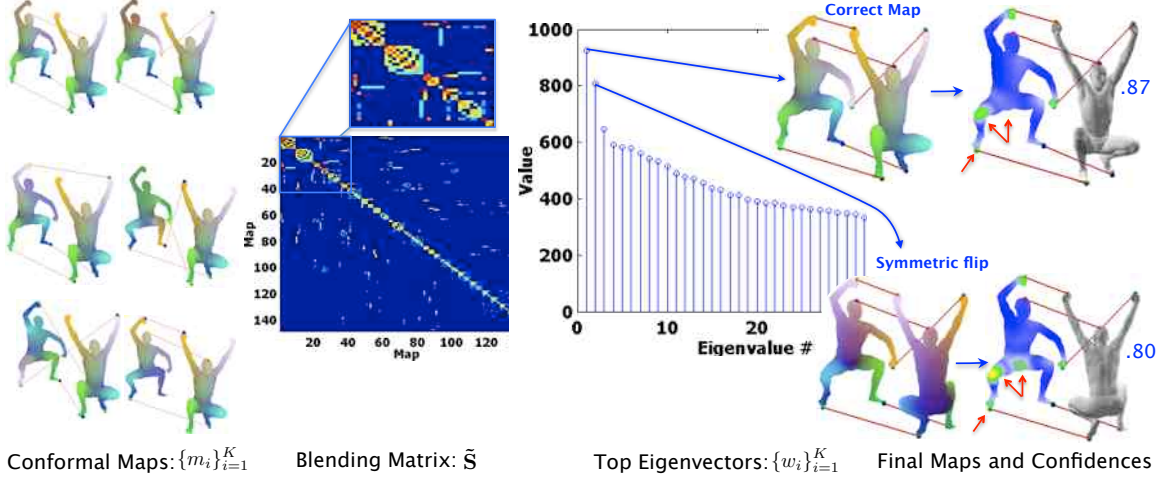 Correct Map
.87
Value
1000
800
600
400
200
0
0 10 20
Eigenvalue #
Symmetric flip
.80
20
40
60
80
100
120
140
Map
20 40 60 80 100 120
Map
Conformal Maps: {m_i}_{i=1}^K
Blending Matrix: S̃
Top Eigenvectors: {w_i}_{i=1}^K
Final Maps and Confidences